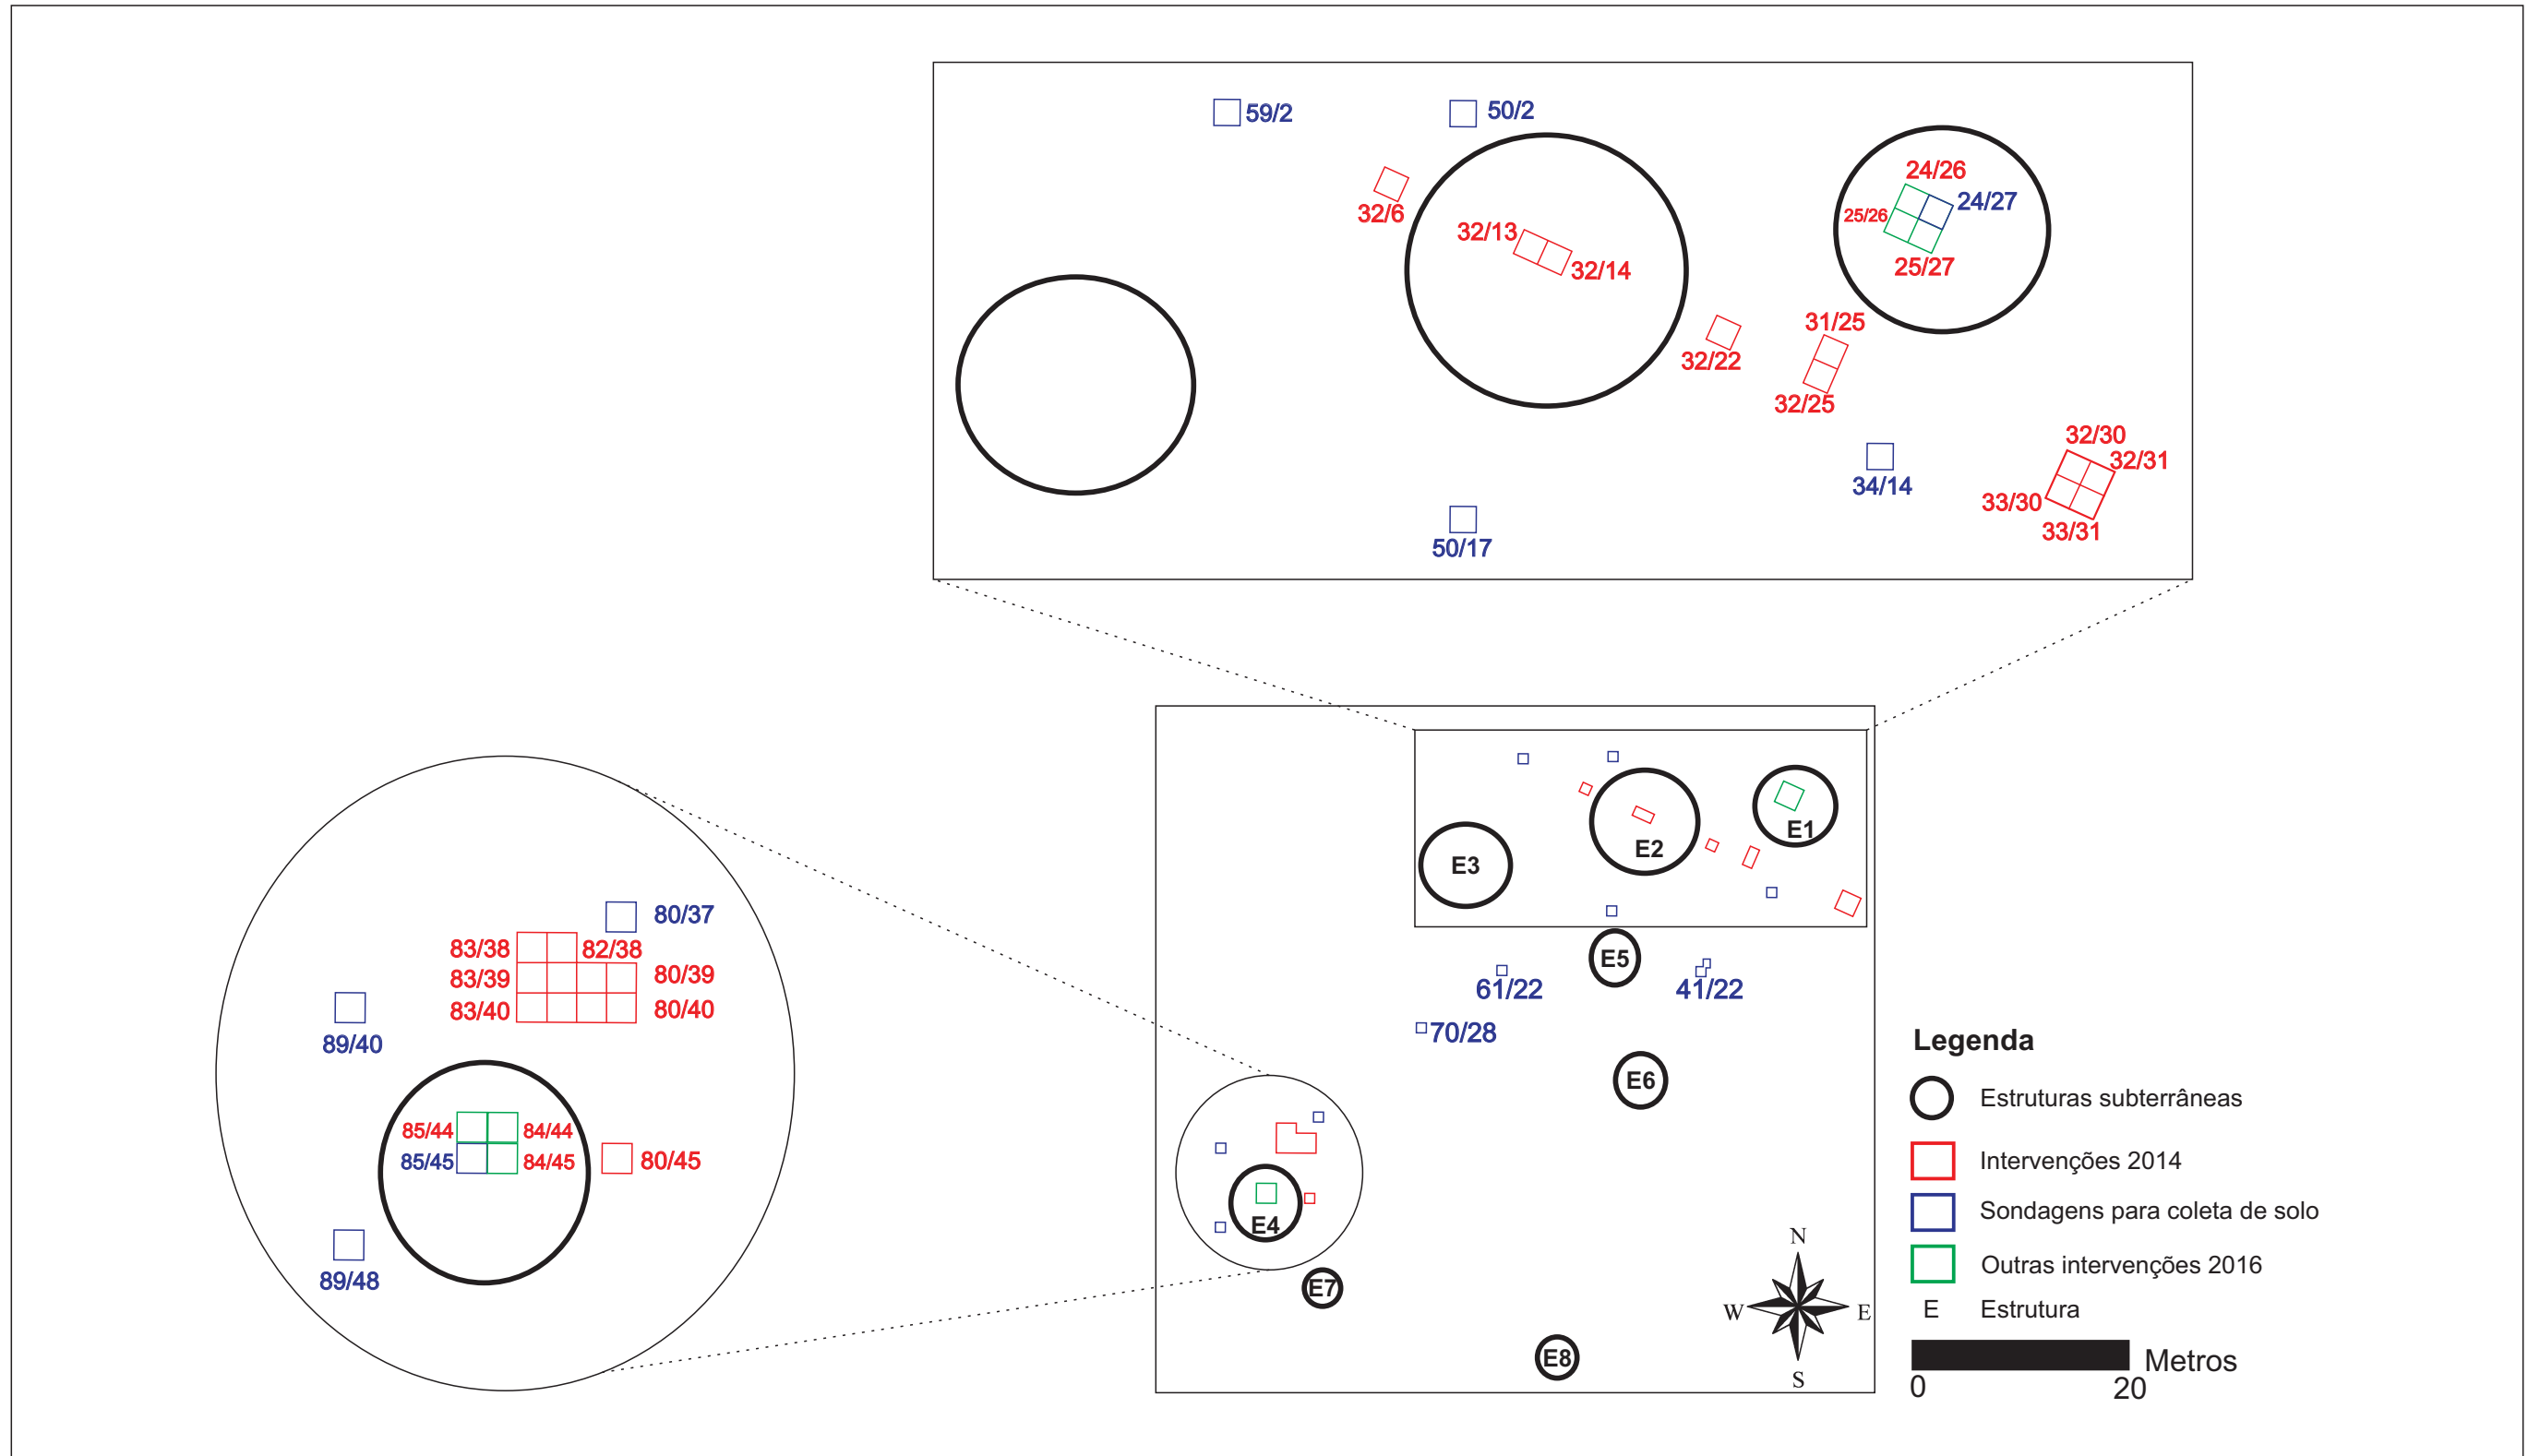 59/2
50/2
24/26
24/27
25/26
25/27
32/6
32/13
32/14
31/25
32/22
32/25
32/30
32/31
34/14
33/30
33/31
50/17
E1
E2
E3
E5
61/22
41/22
70/28
E6
E4
E7
E8
80/37
83/38
82/38
83/39
80/39
83/40
80/40
89/40
85/44
84/44
85/45
84/45
80/45
89/48
N
W
E
S
Legenda
Estruturas subterrâneas
Intervenções 2014
Sondagens para coleta de solo
Outras intervenções 2016
E Estrutura
Metros
0 20